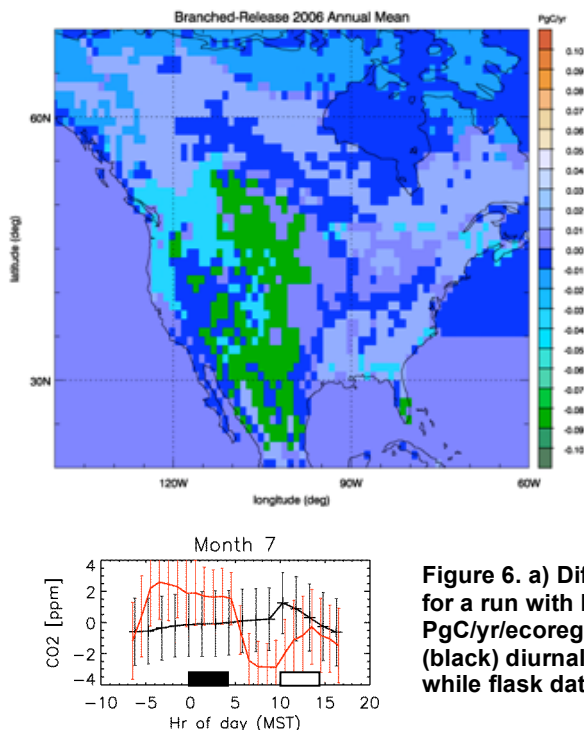 Branched-Release 2006 Annual Mean
PgC/yr
0.10
0.09
0.08
0.07
0.06
0.05
0.04
0.03
0.02
0.01
0.00
-0.01
-0.02
-0.03
-0.04
-0.05
-0.06
-0.07
-0.08
-0.09
-0.10
60N
30N
latitude (deg)
120W 90W 60W
longitude (deg)
Month 7
CO2 [ppm]
4
2
0
-2
-4
-10 -5 0 5 10 15 20
Hr of day (MST)
Figure 6. a) Dif
for a run with
PgC/yr/ecoreg
(black) diurnal
while flask dat